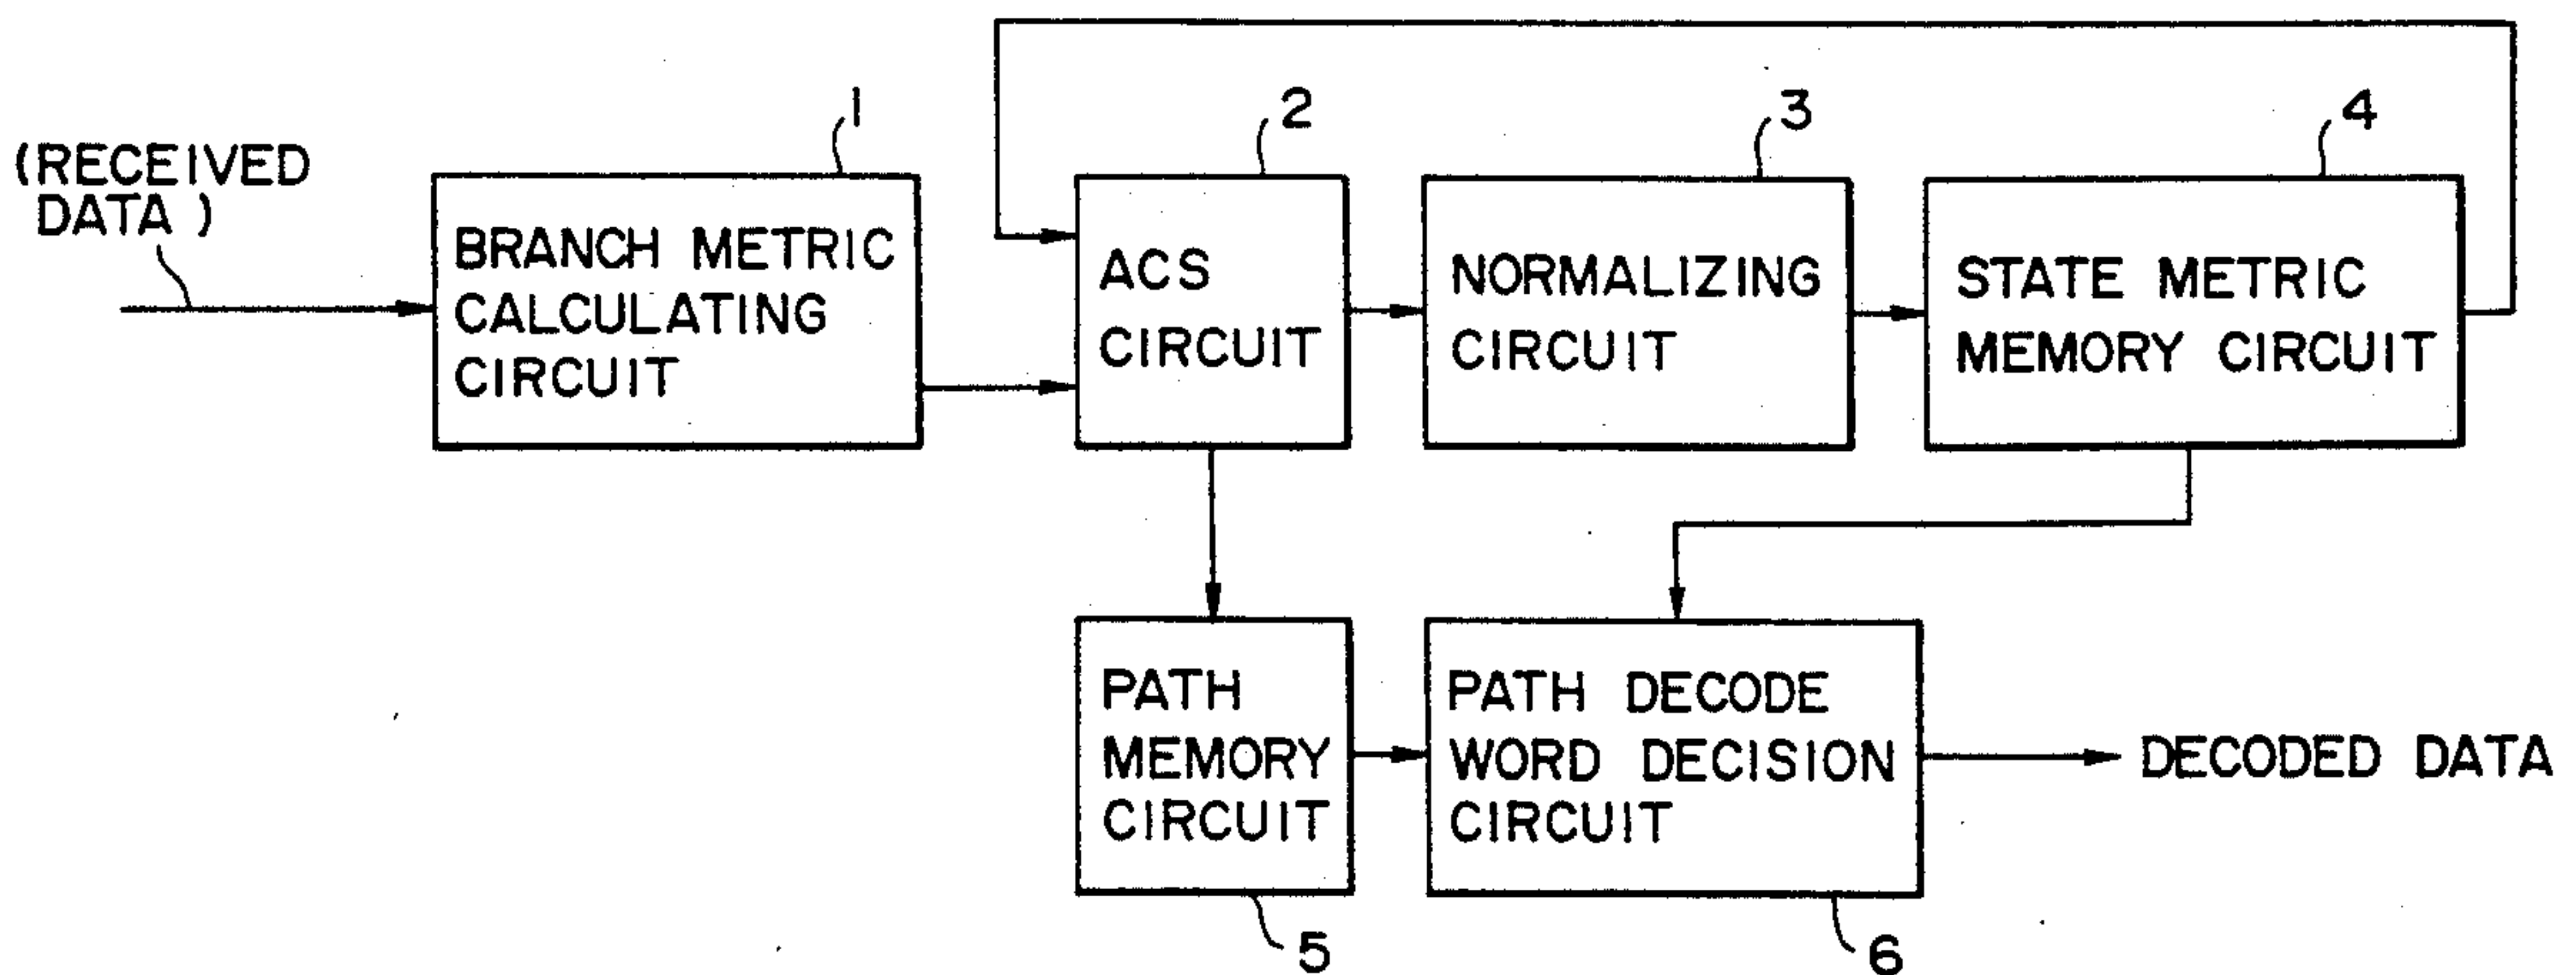 1
2
3
4
(RECEIVED
DATA )
BRANCH METRIC
CALCULATING
CIRCUIT
ACS
CIRCUIT
NORMALIZING
CIRCUIT
STATE METRIC
MEMORY CIRCUIT
PATH
MEMORY
CIRCUIT
PATH DECODE
WORD DECISION
CIRCUIT
DECODED DATA
5
6